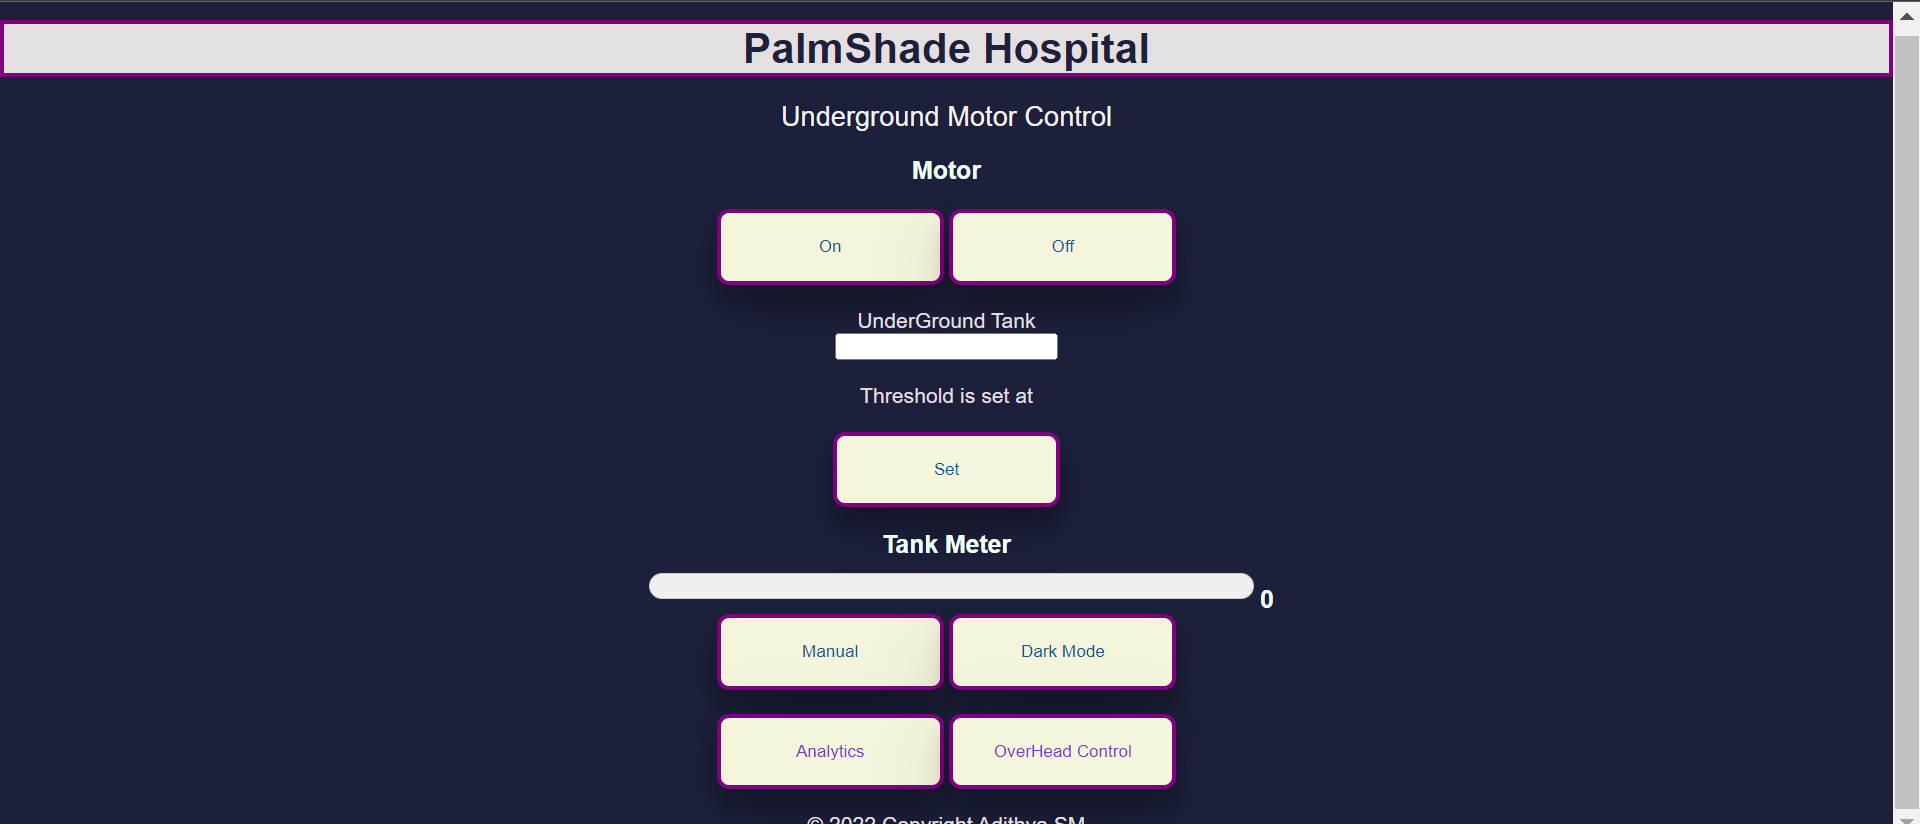 PalmShade Hospital
Underground Motor Control
Motor
On Off
UnderGround Tank
Threshold is set at
Set
Tank Meter
0
Manual Dark Mode
Analytics OverHead Control
© 2022 Copyright Adithya SM